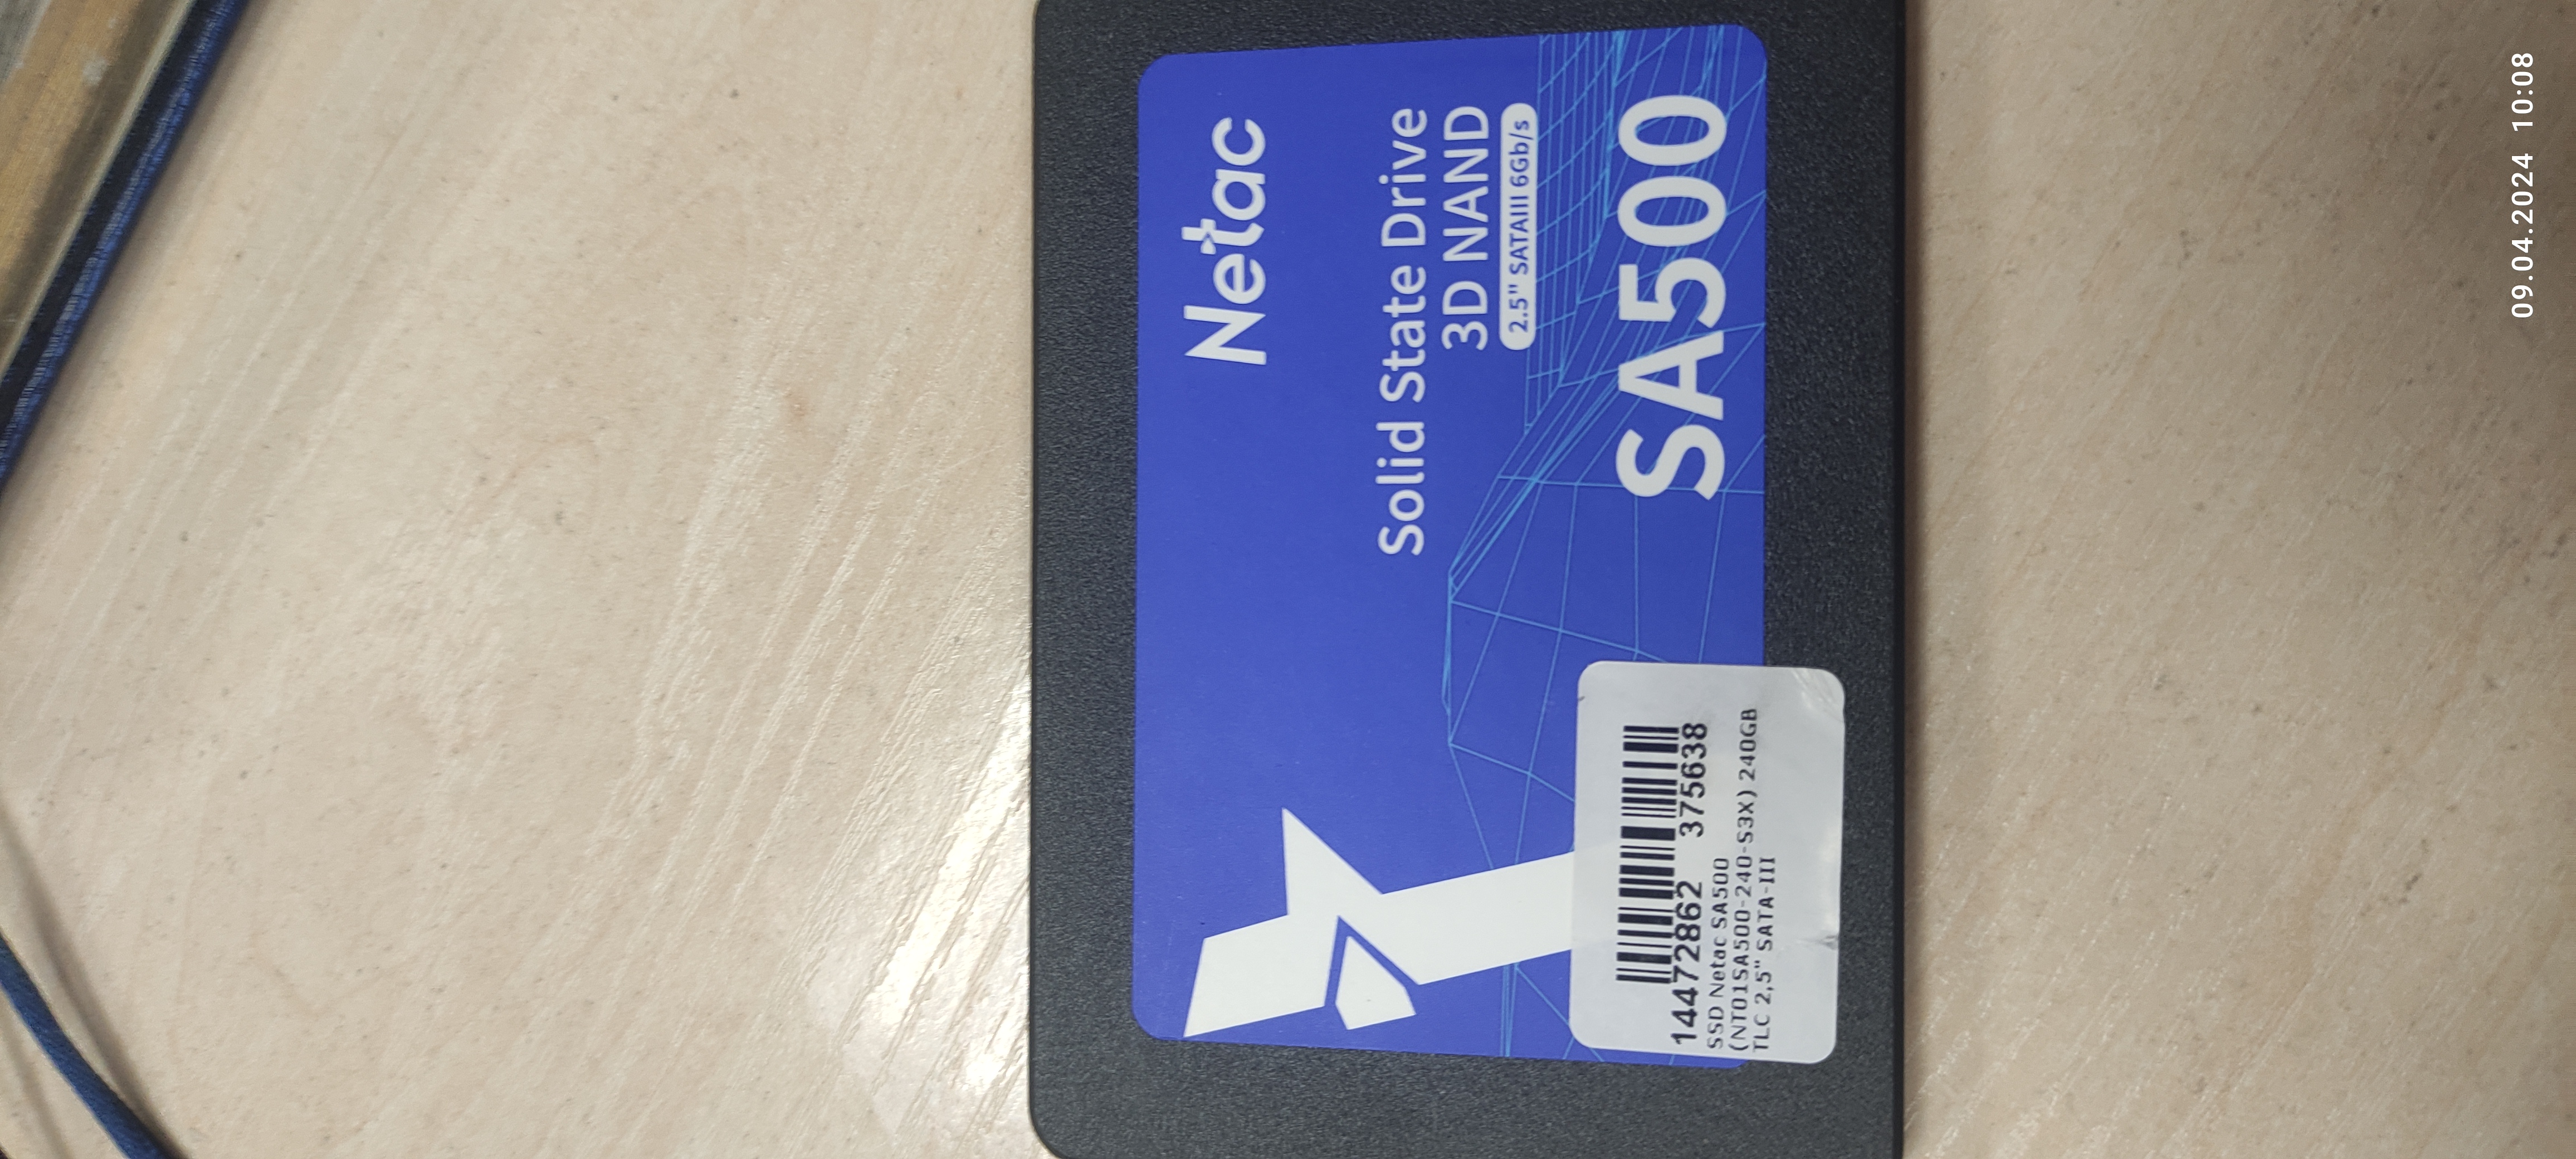 Netac
Solid State Drive
3D NAND
2.5" SATAIII 6Gb/s
SA500
14472862 375638
SSD Netac SA500
(NT01SA500-240-S3X) 240GB
TLC 2,5" SATA-III
09.04.2024 10:08